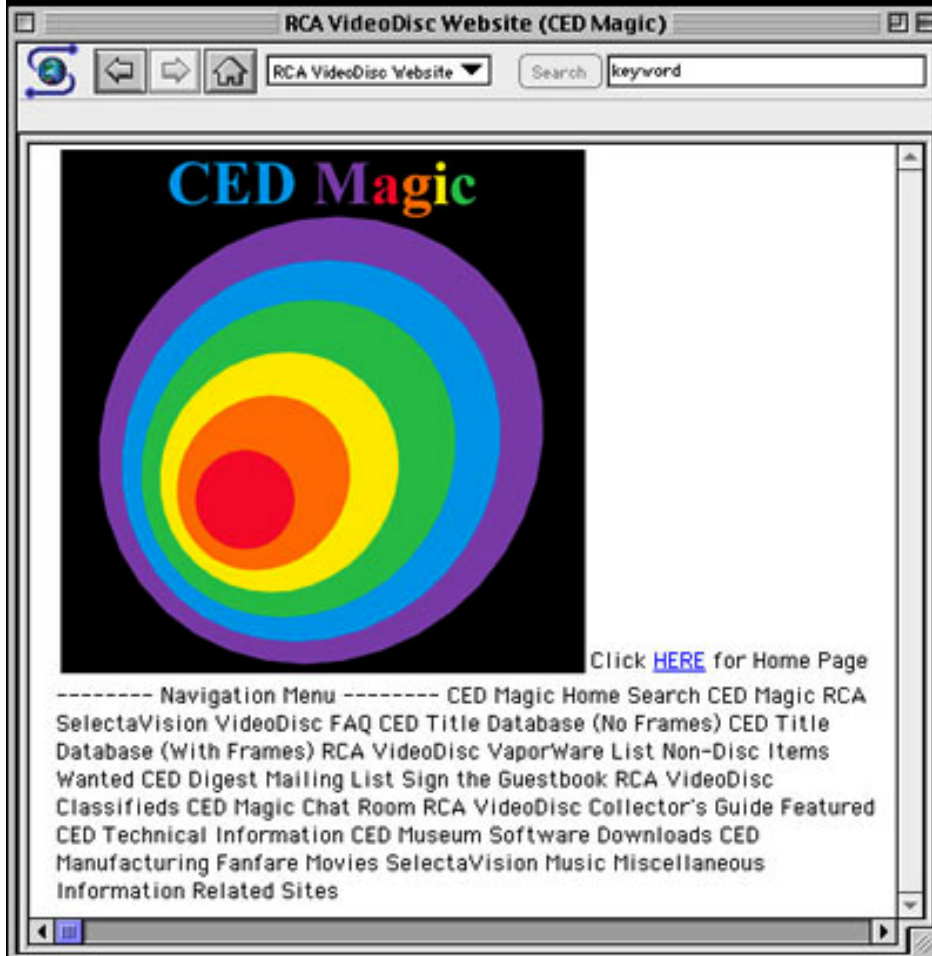 RCA VideoDisc Website (CED Magic)
RCA VideoDisc Website Search keyword
CED Magic
Click HERE for Home Page
-------- Navigation Menu -------- CED Magic Home Search CED Magic RCA
SelectaVision VideoDisc FAQ CED Title Database (No Frames) CED Title
Database (With Frames) RCA VideoDisc VaporWare List Non-Disc Items
Wanted CED Digest Mailing List Sign the Guestbook RCA VideoDisc
Classifieds CED Magic Chat Room RCA VideoDisc Collector's Guide Featured
CED Technical Information CED Museum Software Downloads CED
Manufacturing Fanfare Movies SelectaVision Music Miscellaneous
Information Related Sites